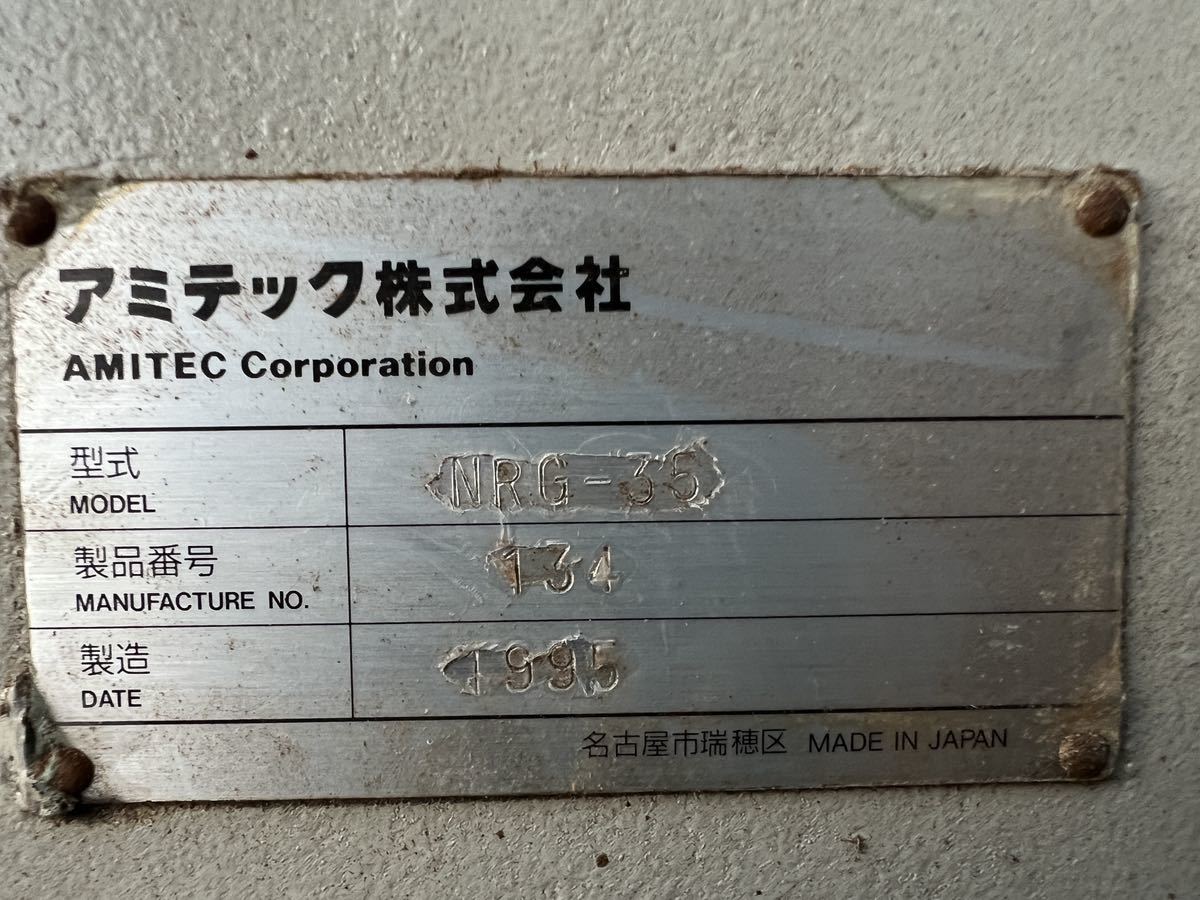 アミテック株式会社
AMITEC Corporation
型式
MODEL
NRG-35
製品番号
MANUFACTURE NO.
134
製造
DATE
1995
名古屋市瑞穂区 MADE IN JAPAN